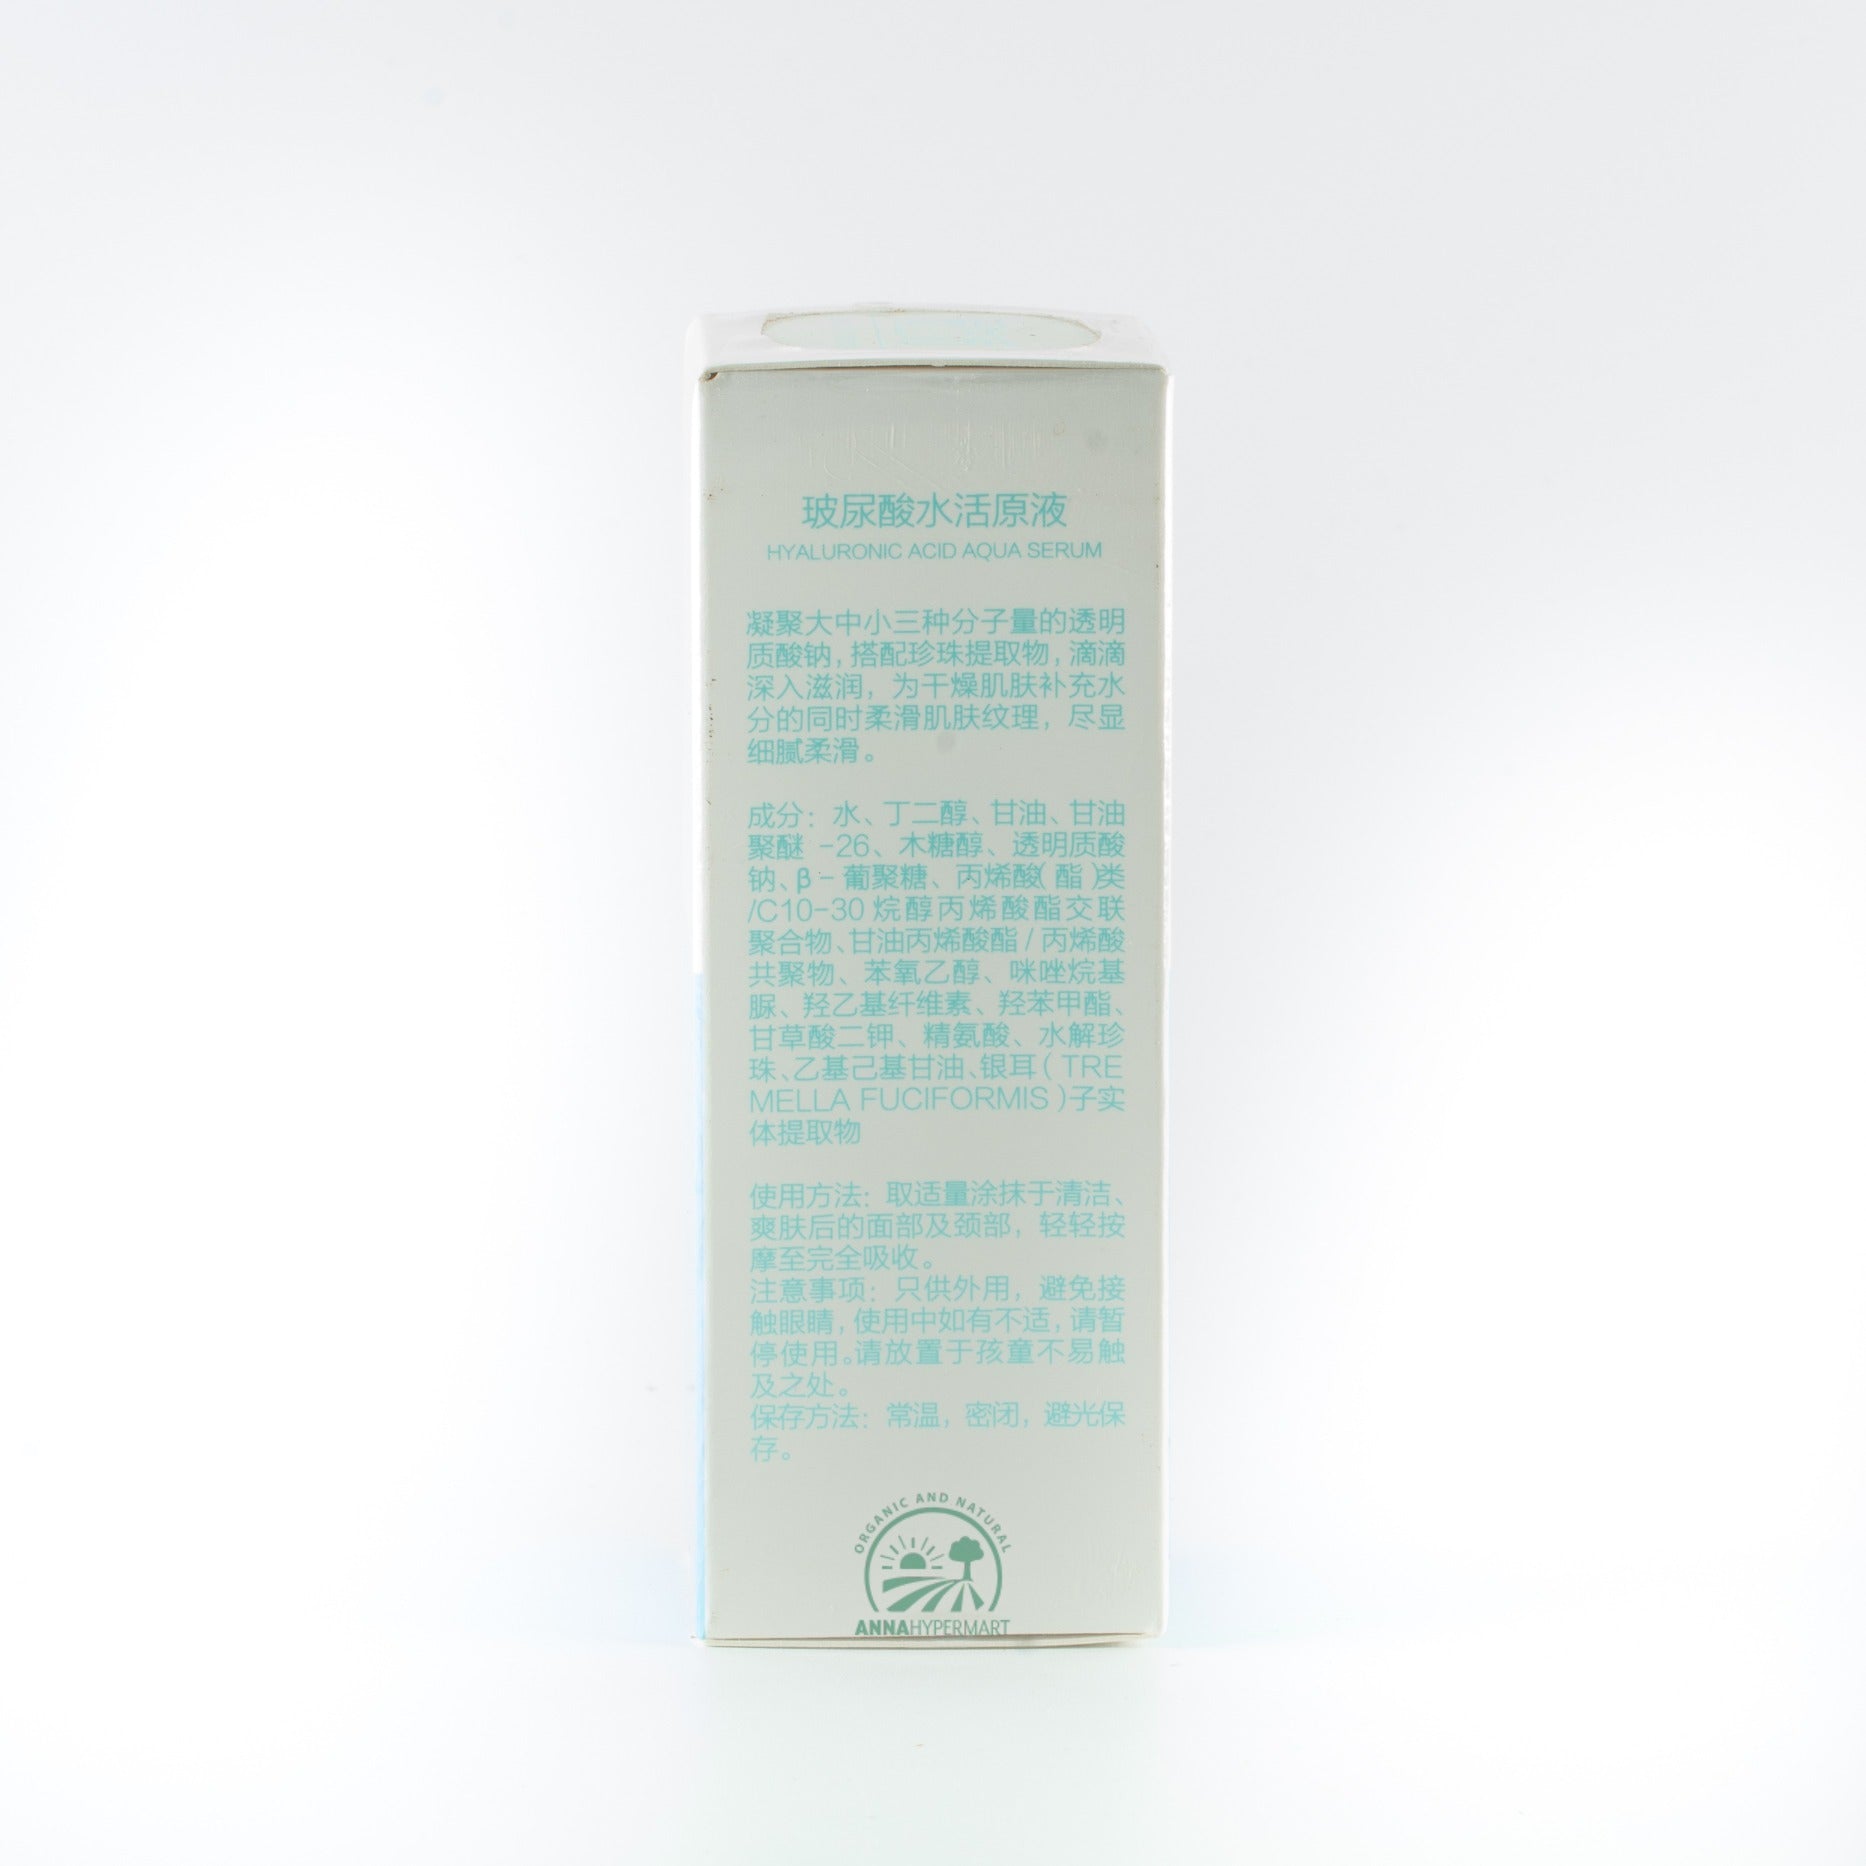 玻尿酸水活原液
HYALURONIC ACID AQUA SERUM
凝聚大中小三种分子量的透明
质酸钠，搭配珍珠提取物，滴滴
深入滋润，为干燥肌肤补充水
分的同时柔滑肌肤纹理，尽显
细腻柔滑。
成分：水、丁二醇、甘油、甘油
聚醚 -26、木糖醇、透明质酸
钠、β-葡聚糖、丙烯酸(酯)类
/C10-30 烷醇丙烯酸酯交联
聚合物、甘油丙烯酸酯/丙烯酸
共聚物、苯氧乙醇、咪唑烷基
脲、羟乙基纤维素、羟苯甲酯、
甘草酸二钾、精氨酸、水解珍
珠、乙基己基甘油、银耳(TRE
MELLA FUCIFORMIS)子实
体提取物
使用方法：取适量涂抹于清洁、
爽肤后的面部及颈部，轻轻按
摩至完全吸收。
注意事项：只供外用，避免接
触眼睛，使用中如有不适，请暂
停使用。请放置于孩童不易触
及之处。
保存方法：常温，密闭，避光保
存。
ORGANIC AND NATURAL
ANNAHYPERMART